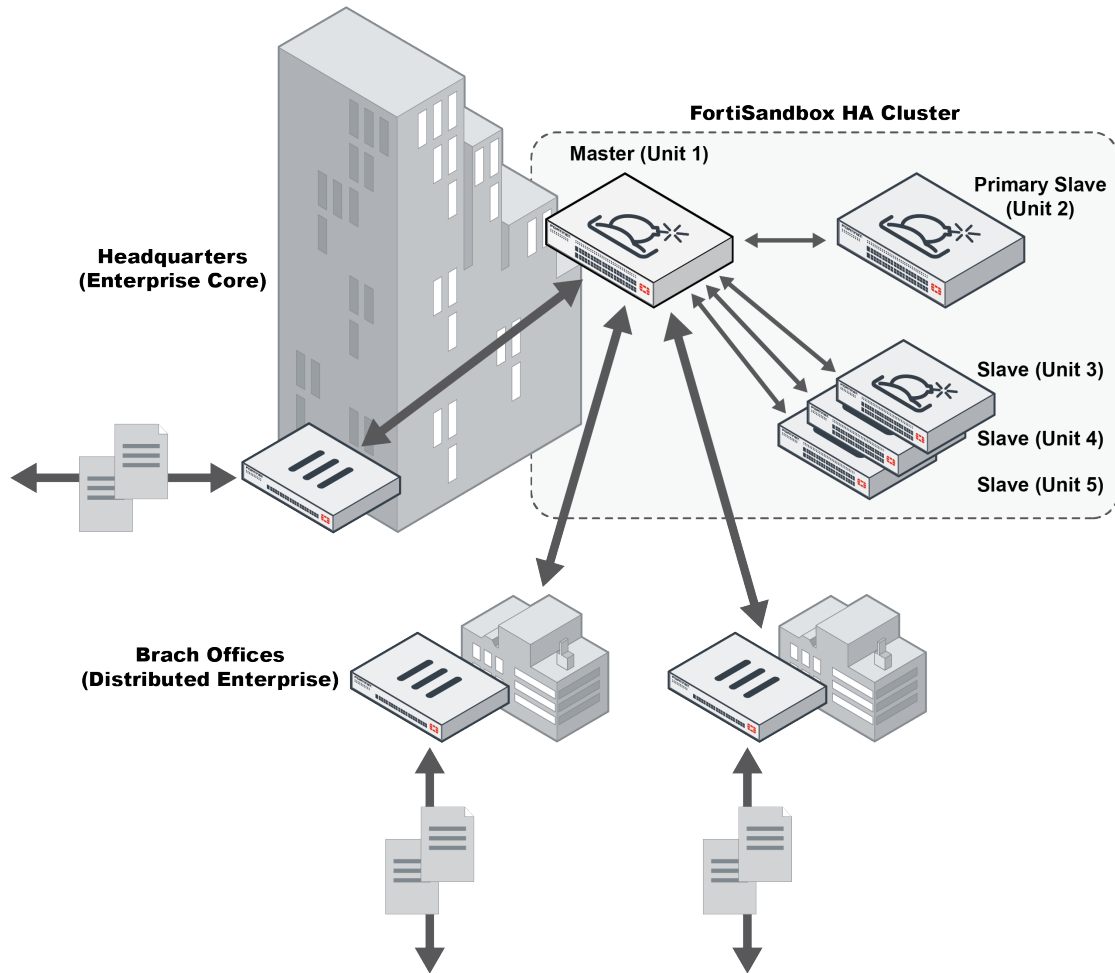 FortiSandbox HA Cluster
Master (Unit 1)
Primary Slave
(Unit 2)
Headquarters
(Enterprise Core)
Slave (Unit 3)
Slave (Unit 4)
Slave (Unit 5)
Brach Offices
(Distributed Enterprise)